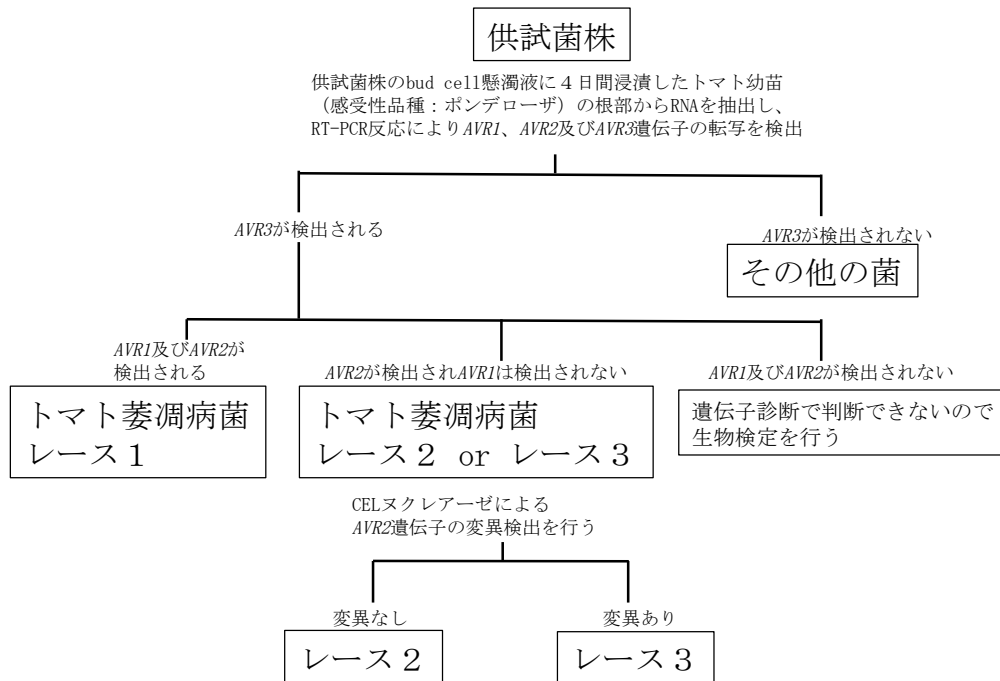 供試菌株
供試菌株のbud cell懸濁液に４日間浸漬したトマト幼苗
（感受性品種：ポンデローザ）の根部からRNAを抽出し、
RT-PCR反応によりAVR1、AVR2及びAVR3遺伝子の転写を検出
AVR3が検出される
AVR3が検出されない
その他の菌
AVR1及びAVR2が
検出される
トマト萎凋病菌
レース１
AVR2が検出されAVR1は検出されない
トマト萎凋病菌
レース２ or レース３
AVR1及びAVR2が検出されない
遺伝子診断で判断できないので
生物検定を行う
CELヌクレアーゼによる
AVR2遺伝子の変異検出を行う
変異なし
レース２
変異あり
レース３